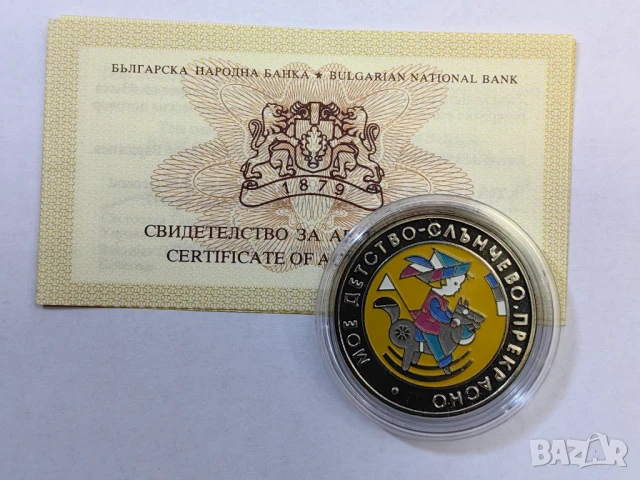 БЪЛГАРСКА НАРОДНА БАНКА ★ BULGARIAN NATIONAL BANK
1879
СВИДЕТЕЛСТВО ЗА
CERTIFICATE OF
МОЕ ДЕТСТВО-СЛЪНЧЕВО, ПРЕКРАСНО
BAZAR